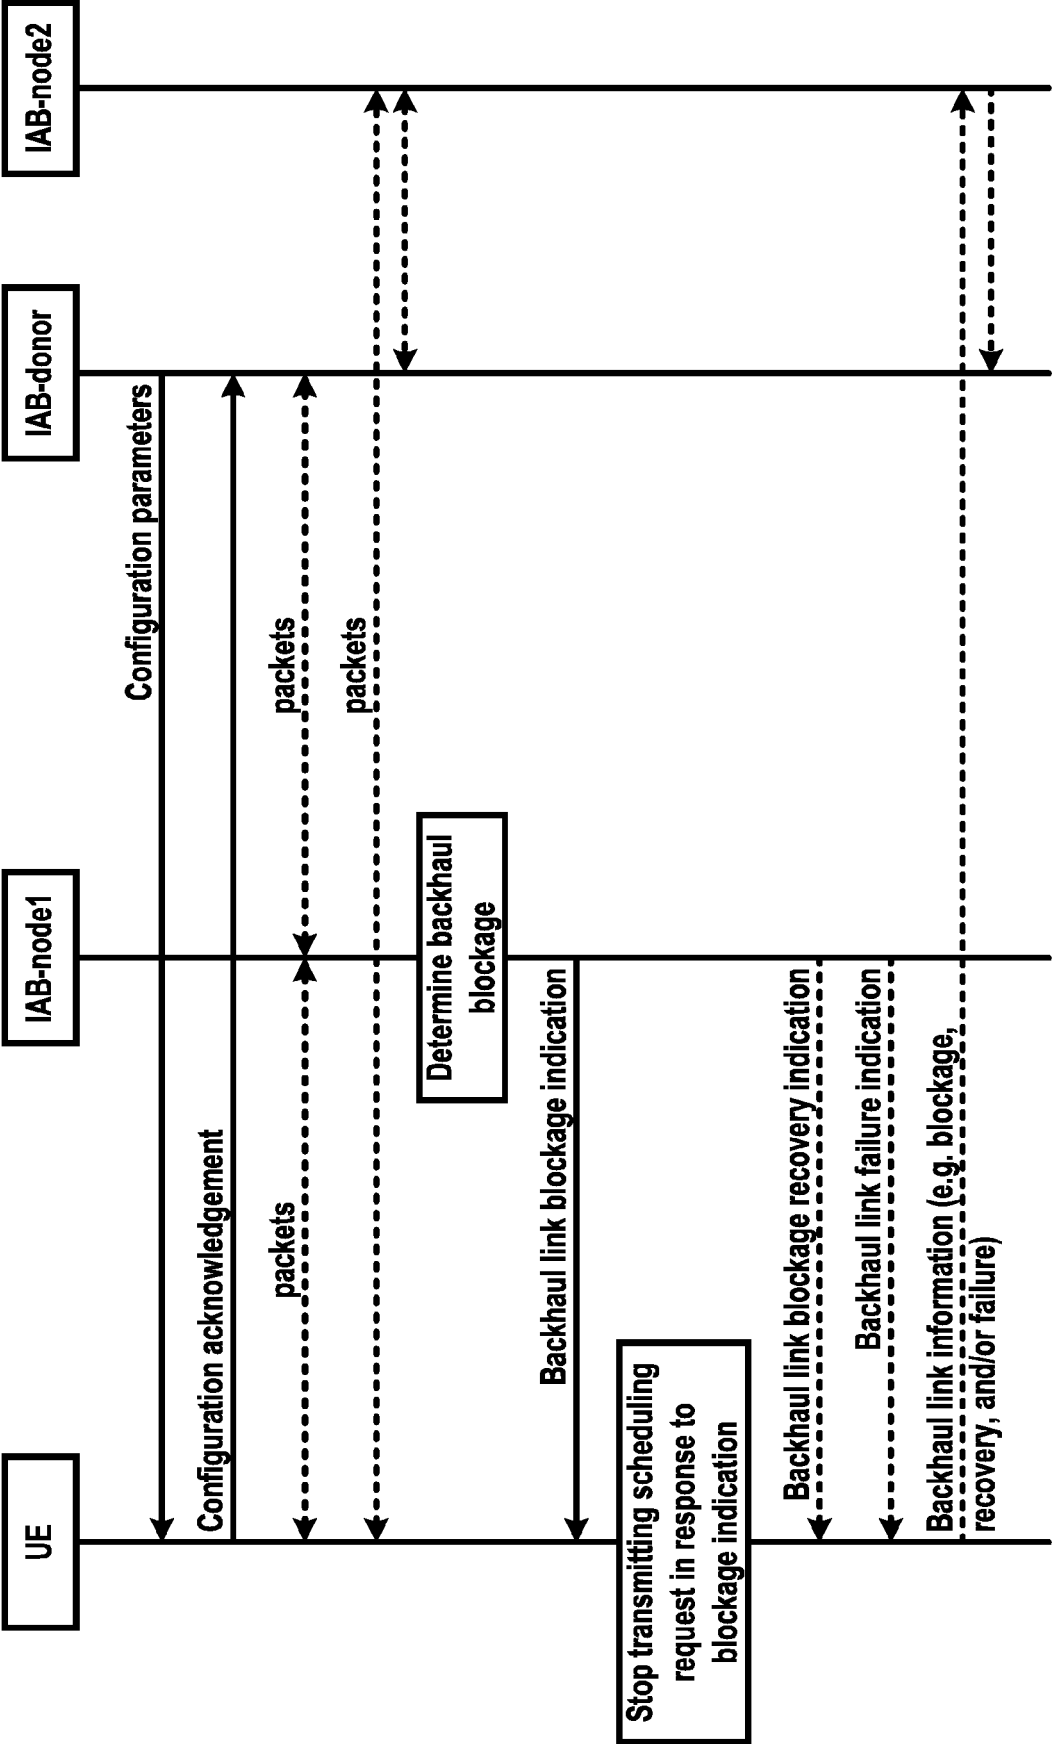 UE
IAB-node1
IAB-donor
IAB-node2
Configuration parameters
Configuration acknowledgement
packets
packets
packets
Determine backhaul
blockage
Backhaul link blockage indication
Stop transmitting scheduling
request in response to
blockage indication
Backhaul link blockage recovery indication
Backhaul link failure indication
Backhaul link information (e.g. blockage,
recovery, and/or failure)